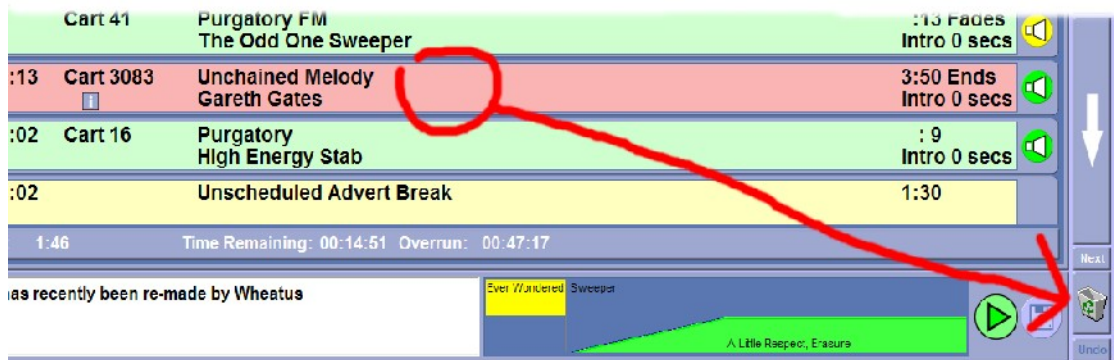 Cart 41 Purgatory FM :13 Fades
The Odd One Sweeper Intro 0 secs
:13 Cart 3083 Unchained Melody 3:50 Ends
i Gareth Gates Intro 0 secs
:02 Cart 16 Purgatory : 9
High Energy Stab Intro 0 secs
:02 Unscheduled Advert Break 1:30
1:46 Time Remaining: 00:14:51 Overrun: 00:47:17
Next
as recently been re-made by Wheatus
Ever Wondered Sweeper
A Little Respect, Erasure
Undo